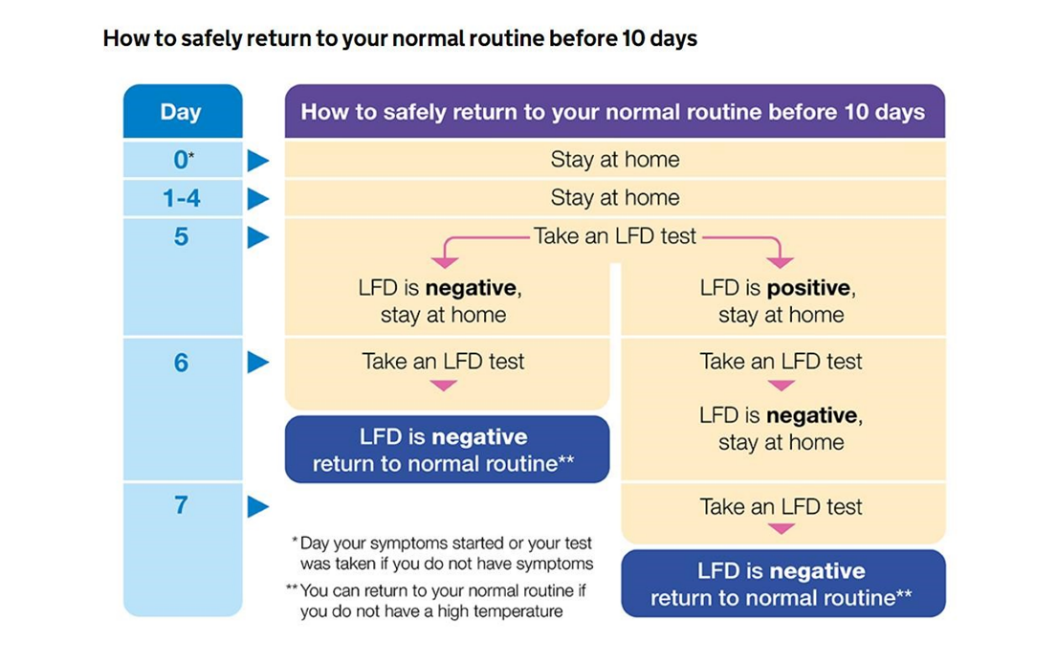 How to safely return to your normal routine before 10 days
Day
How to safely return to your normal routine before 10 days
0*
Stay at home
1-4
Stay at home
5
Take an LFD test
LFD is negative,
stay at home
LFD is positive,
stay at home
6
Take an LFD test
LFD is negative
return to normal routine**
Take an LFD test
LFD is negative,
stay at home
7
Take an LFD test
LFD is negative
return to normal routine**
*Day your symptoms started or your test
was taken if you do not have symptoms
**You can return to your normal routine if
you do not have a high temperature